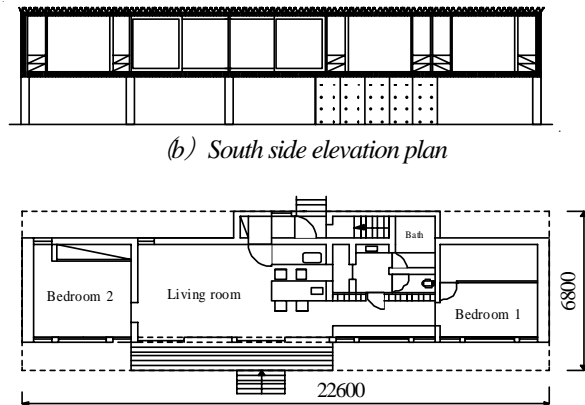 (b) South side elevation plan
Bath
Bedroom 2
Living room
Bedroom 1
6800
22600